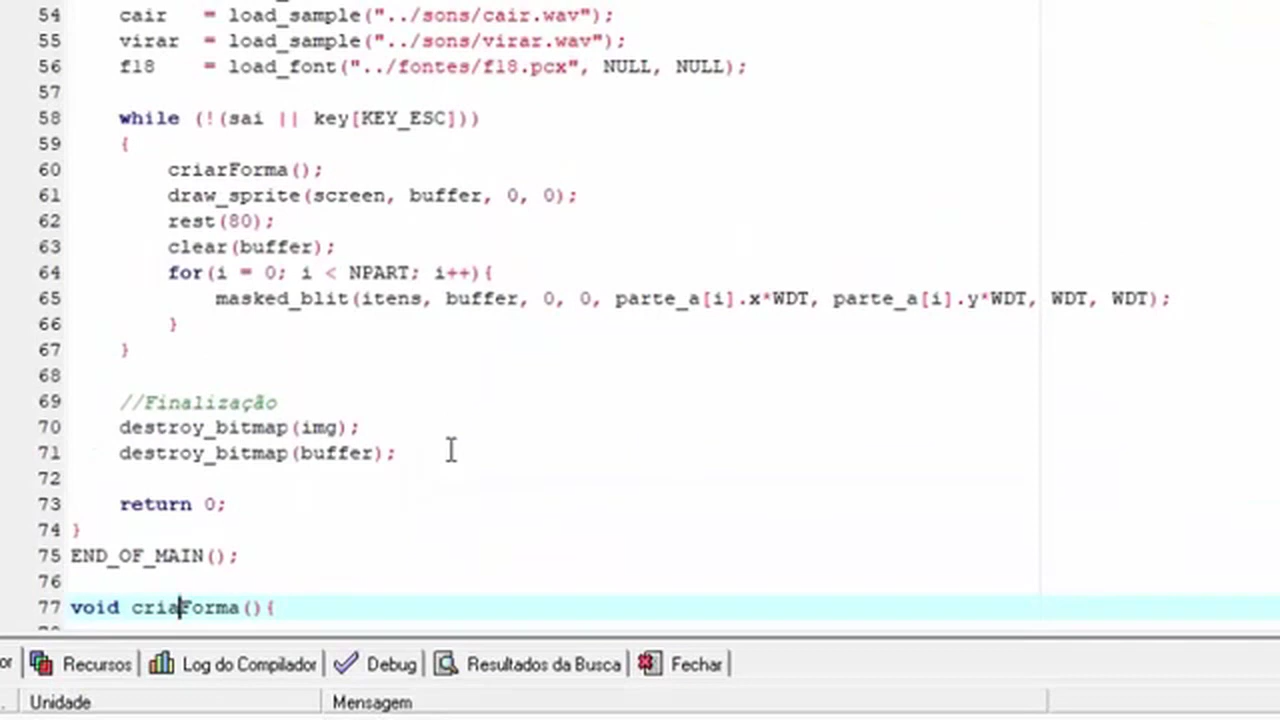 54 cair = load_sample("../sons/cair.wav");
55 virar = load_sample("../sons/virar.wav");
56 f18 = load_font("../fontes/f18.pcx", NULL, NULL);
57
58 while (!(sai || key[KEY_ESC]))
59 {
60 criarForma();
61 draw_sprite(screen, buffer, 0, 0);
62 rest(80);
63 clear(buffer);
64 for(i = 0; i < NPART; i++){
65 masked_blit(itens, buffer, 0, 0, parte_a[i].x*WDT, parte_a[i].y*WDT, WDT, WDT);
66 }
67 }
68
69 //Finalização
70 destroy_bitmap(img);
71 destroy_bitmap(buffer);
72
73 return 0;
74 }
75 END_OF_MAIN();
76
77 void criaForma(){
or Recursos Log do Compilador Debug Resultados da Busca Fechar
Unidade Mensagem